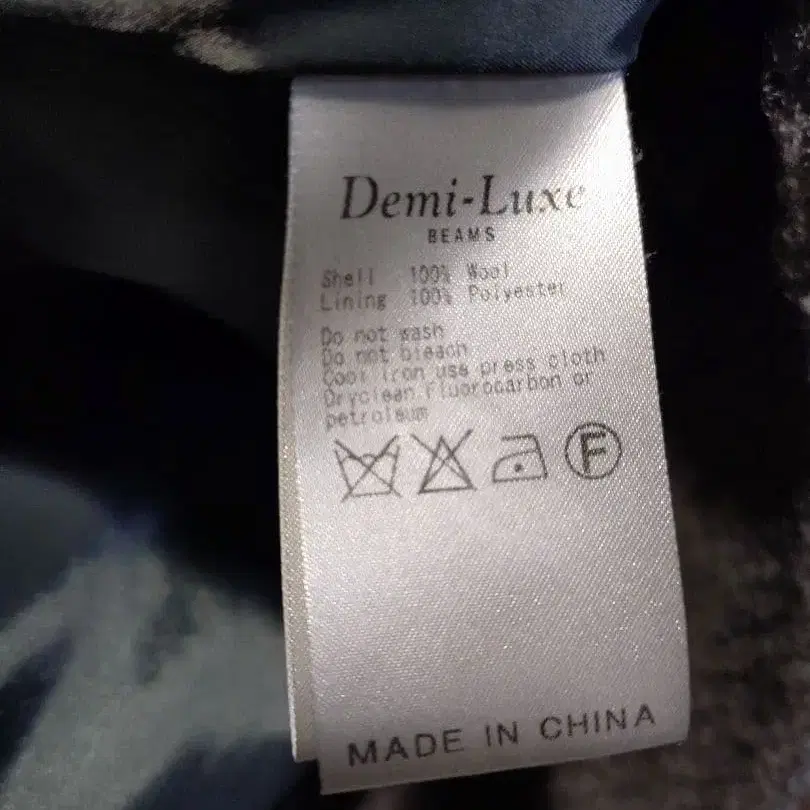 Demi-Luxe
BEAMS
Shell 100% Wool
Lining 100% Polyester
Do not wash
Do not bleach
Cool iron use press cloth
Dryclean Fluorocarbon or
petroleum
F
MADE IN CHINA